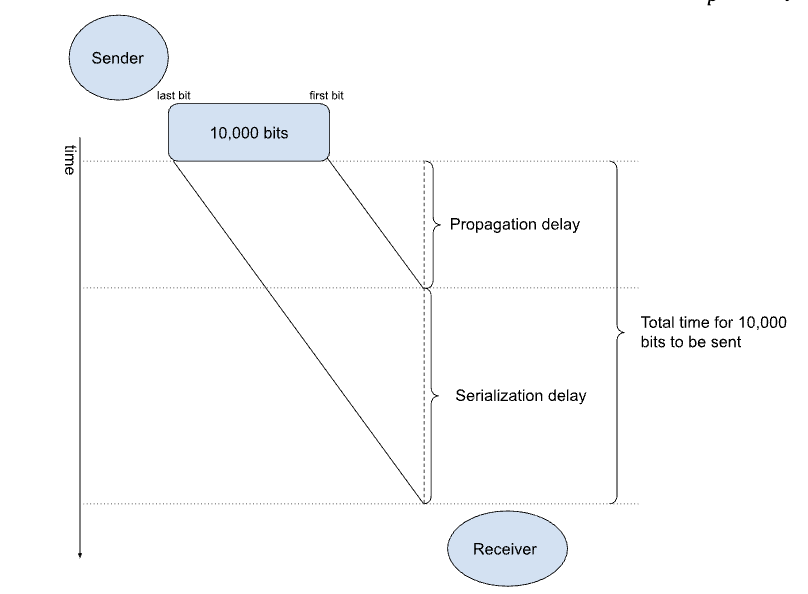 Sender
last bit
first bit
10,000 bits
time
Propagation delay
Total time for 10,000
bits to be sent
Serialization delay
Receiver